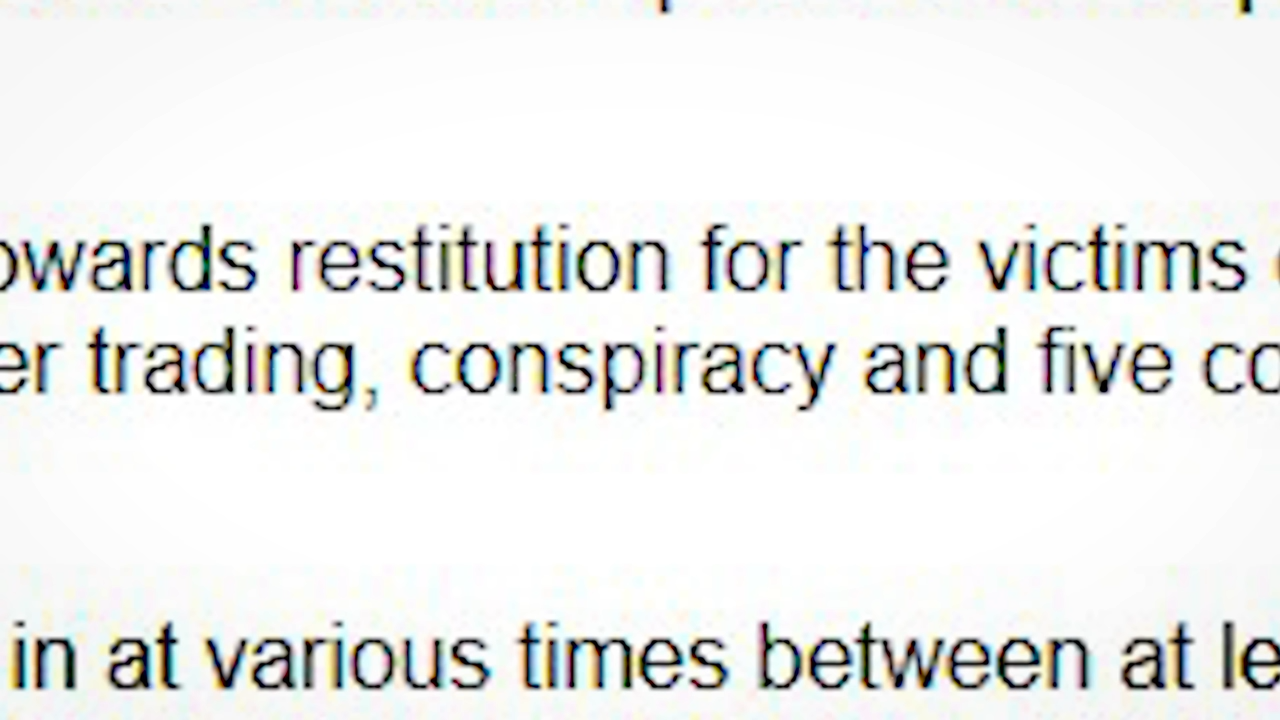 owards restitution for the victims
er trading, conspiracy and five co
in at various times between at le